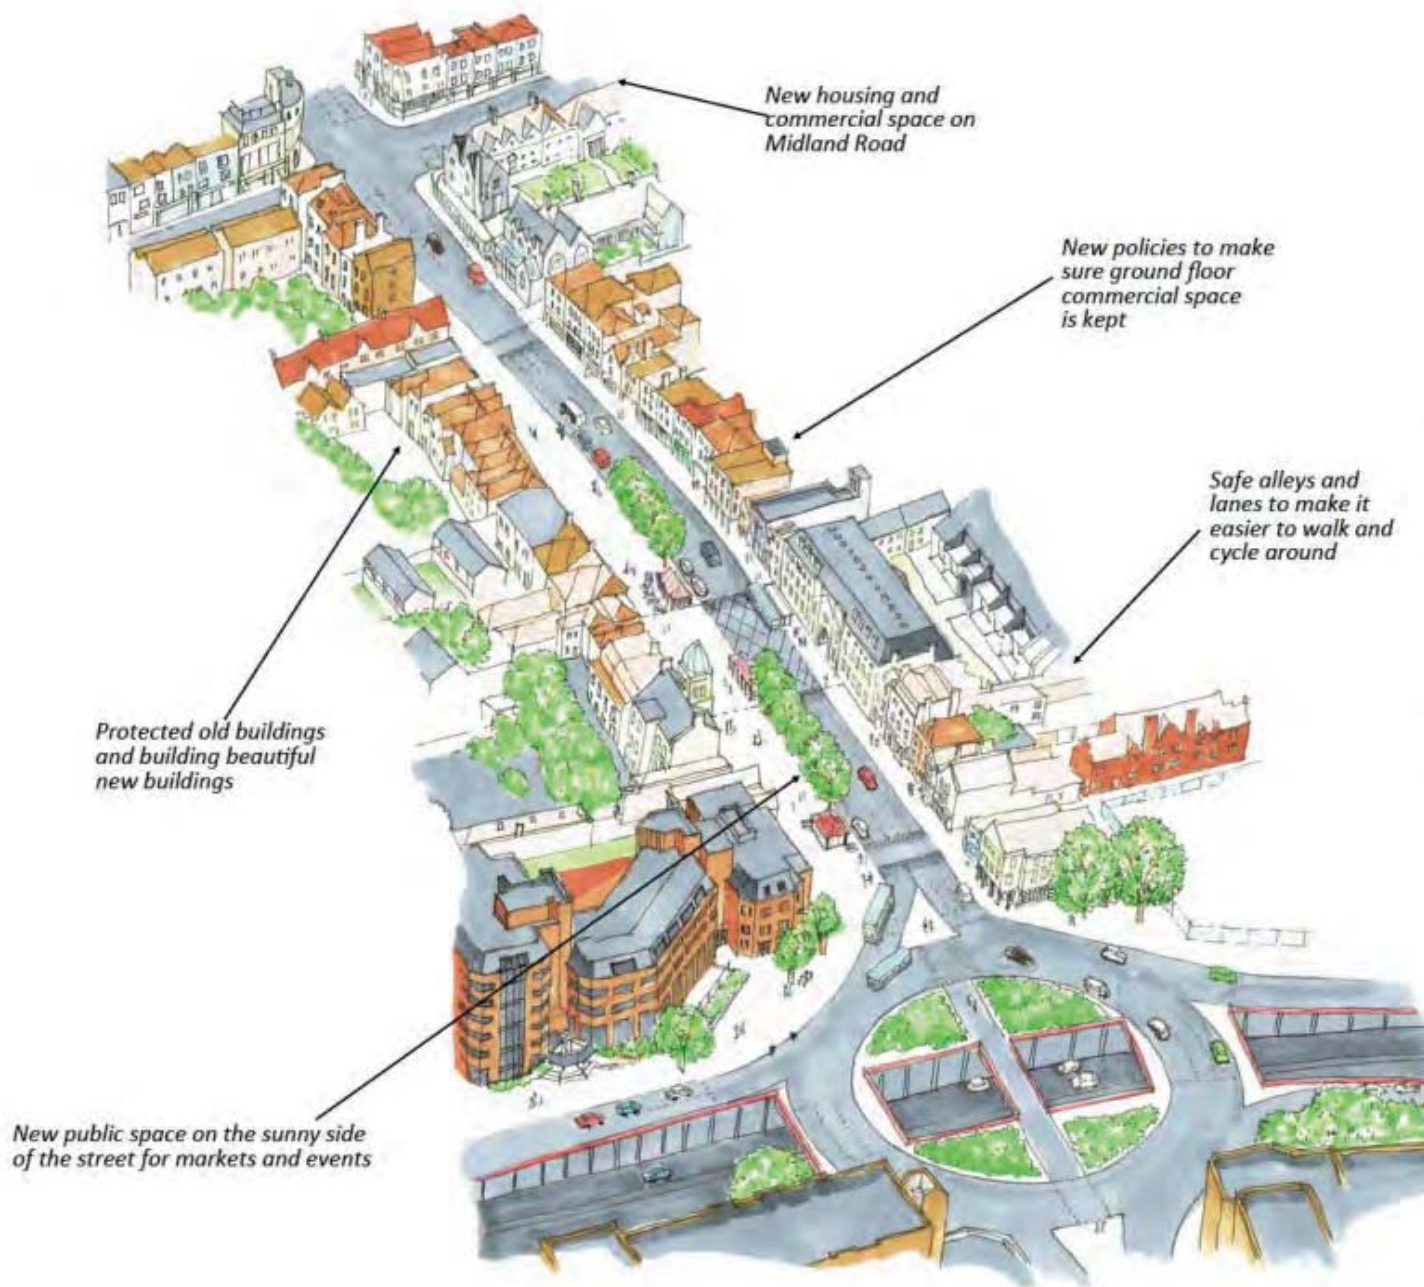 New housing and
commercial space on
Midland Road
New policies to make
sure ground floor
commercial space
is kept
Safe alleys and
lanes to make it
easier to walk and
cycle around
Protected old buildings
and building beautiful
new buildings
New public space on the sunny side
of the street for markets and events